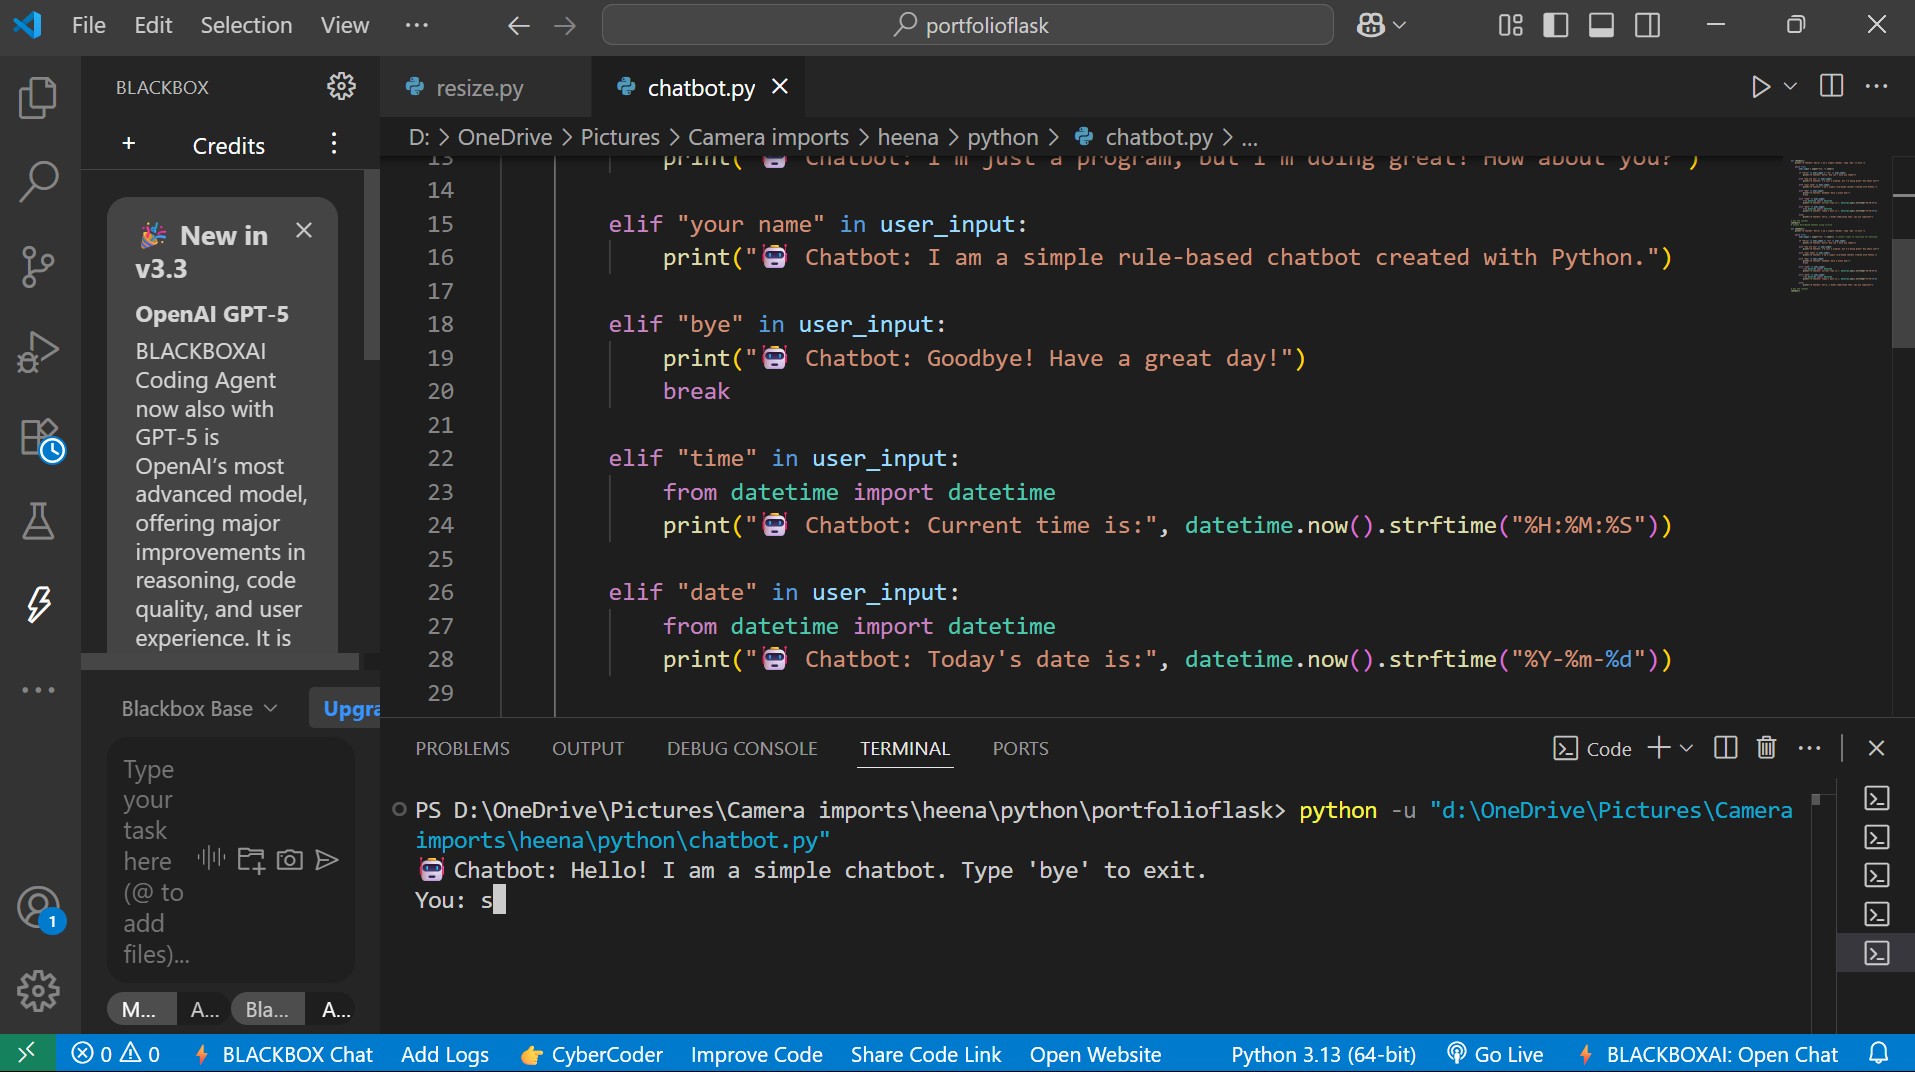 File Edit Selection View ··· portfolioflask
BLACKBOX
+ Credits
New in v3.3
OpenAI GPT-5
BLACKBOXAI
Coding Agent
now also with
GPT-5 is
OpenAI's most
advanced model,
offering major
improvements in
reasoning, code
quality, and user
experience. It is
Blackbox Base Upgra
Type
your
task
here
(@ to
add
files)...
M... A... Bla... A...
resize.py chatbot.py
D: > OneDrive > Pictures > Camera imports > heena > python > chatbot.py > ...
13 print("🤖 Chatbot: I'm just a program, but I'm doing great! How about you?")
14
15 elif "your name" in user_input:
16 print("🤖 Chatbot: I am a simple rule-based chatbot created with Python.")
17
18 elif "bye" in user_input:
19 print("🤖 Chatbot: Goodbye! Have a great day!")
20 break
21
22 elif "time" in user_input:
23 from datetime import datetime
24 print("🤖 Chatbot: Current time is:", datetime.now().strftime("%H:%M:%S"))
25
26 elif "date" in user_input:
27 from datetime import datetime
28 print("🤖 Chatbot: Today's date is:", datetime.now().strftime("%Y-%m-%d"))
29
PROBLEMS OUTPUT DEBUG CONSOLE TERMINAL PORTS Code
PS D:\OneDrive\Pictures\Camera imports\heena\python\portfolioflask> python -u "d:\OneDrive\Pictures\Camera
imports\heena\python\chatbot.py"
🤖 Chatbot: Hello! I am a simple chatbot. Type 'bye' to exit.
You: s
1
0 0 BLACKBOX Chat Add Logs 👉 CyberCoder Improve Code Share Code Link Open Website Python 3.13 (64-bit) Go Live BLACKBOXAI: Open Chat